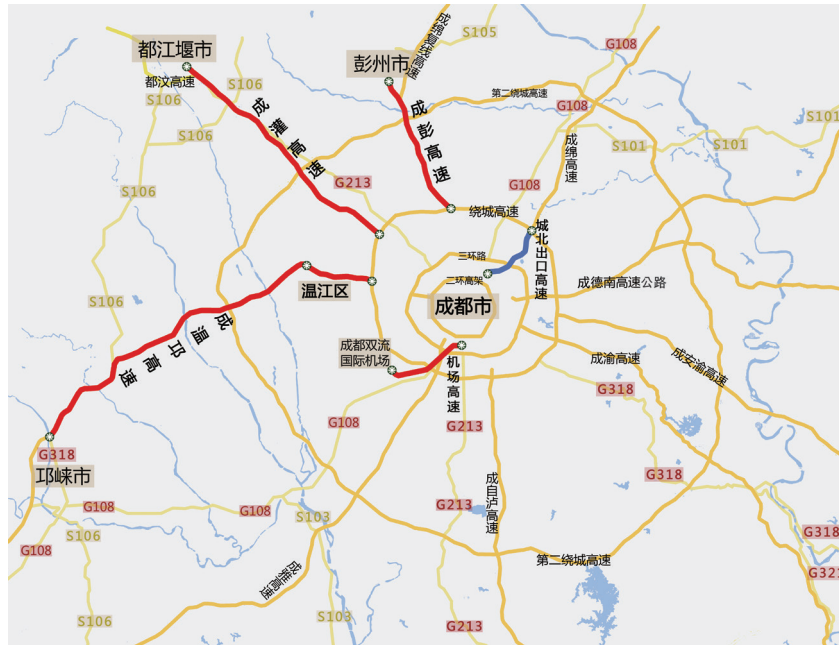 成绵复线高速
S105
G108
都江堰市
彭州市
都汶高速
S106
S106
第二绕城高速
G108
S101
成灌高速
成彭高速
S106
成绵高速
S101
S101
G213
G108
S106
绕城高速
城北出口高速
三环路
二环高架
温江区
成都市
成德南高速公路
S106
成温邛高速
成都双流
国际机场
机场高速
成渝高速
成安渝高速
G318
G108
G213
G318
邛崃市
G318
成自泸高速
G108
G108
G213
S103
G318
S106
G108
第二绕城高速
G318
成雅高速
G321
S106
S103
G213